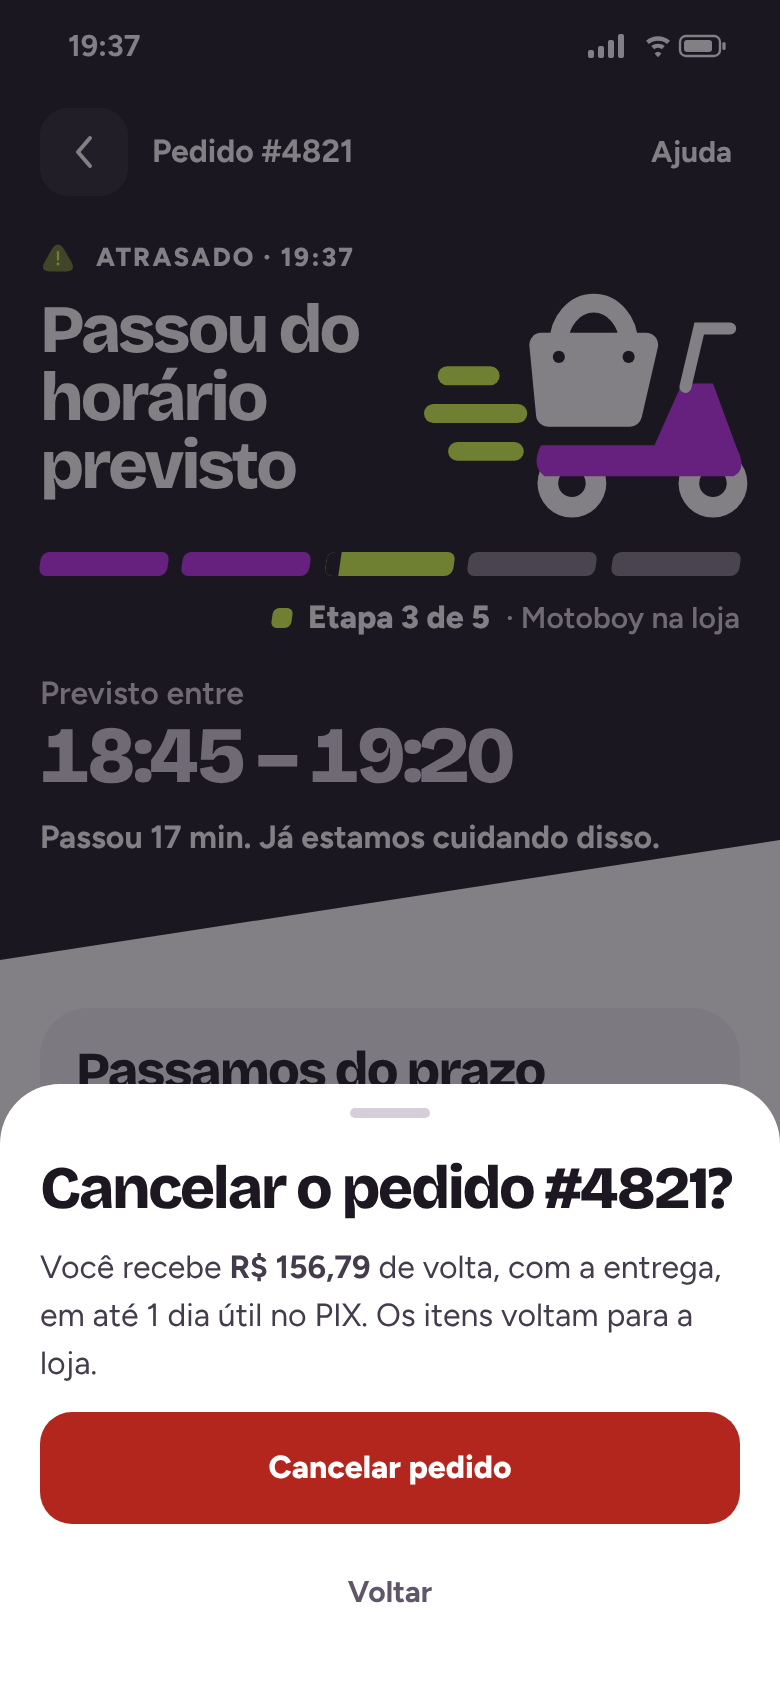 19:37
Pedido #4821
Ajuda
ATRASADO · 19:37
Passou do
horário
previsto
Etapa 3 de 5 · Motoboy na loja
Previsto entre
18:45 – 19:20
Passou 17 min. Já estamos cuidando disso.
Passamos do prazo
Cancelar o pedido #4821?
Você recebe R$ 156,79 de volta, com a entrega,
em até 1 dia útil no PIX. Os itens voltam para a
loja.
Cancelar pedido
Voltar